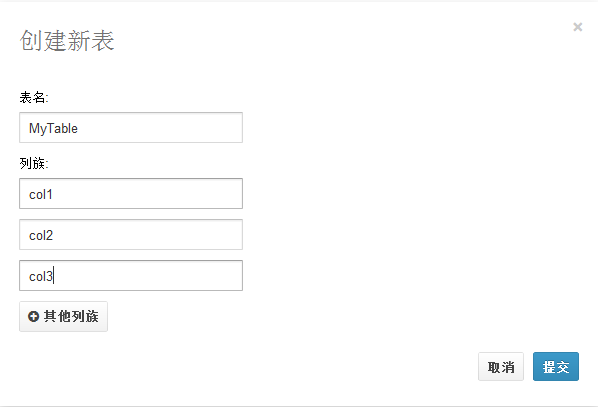 创建新表
×
表名:
MyTable
列族:
col1
col2
col3
其他列族
取消
提交